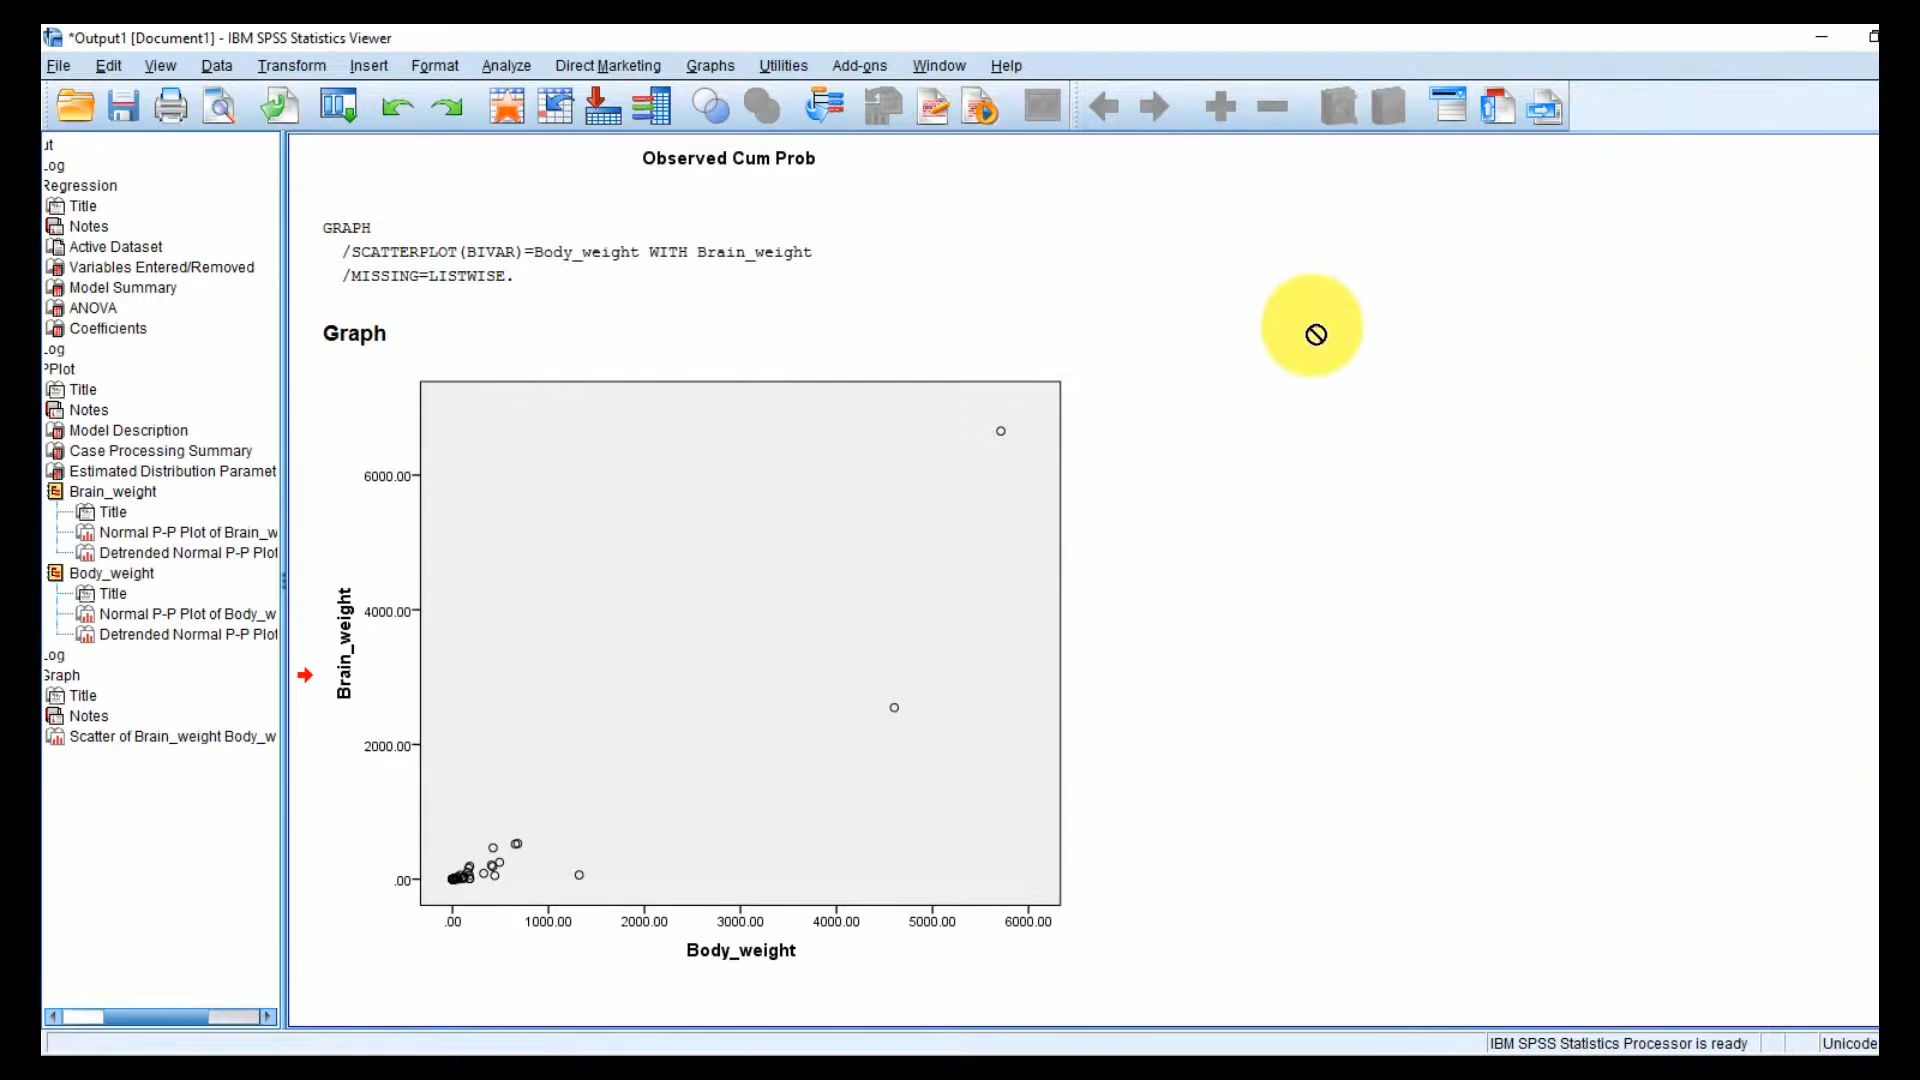 *Output1 [Document1] - IBM SPSS Statistics Viewer
File Edit View Data Transform Insert Format Analyze Direct Marketing Graphs Utilities Add-ons Window Help
ut
Log
Regression
Title
Notes
Active Dataset
Variables Entered/Removed
Model Summary
ANOVA
Coefficients
Log
PPlot
Title
Notes
Model Description
Case Processing Summary
Estimated Distribution Paramet
Brain_weight
Title
Normal P-P Plot of Brain_w
Detrended Normal P-P Plot
Body_weight
Title
Normal P-P Plot of Body_w
Detrended Normal P-P Plot
Log
Graph
Title
Notes
Scatter of Brain_weight Body_w
Observed Cum Prob
GRAPH
/SCATTERPLOT(BIVAR)=Body_weight WITH Brain_weight
/MISSING=LISTWISE.
Graph
Brain_weight
6000.00
4000.00
2000.00
.00
.00 1000.00 2000.00 3000.00 4000.00 5000.00 6000.00
Body_weight
IBM SPSS Statistics Processor is ready
Unicode